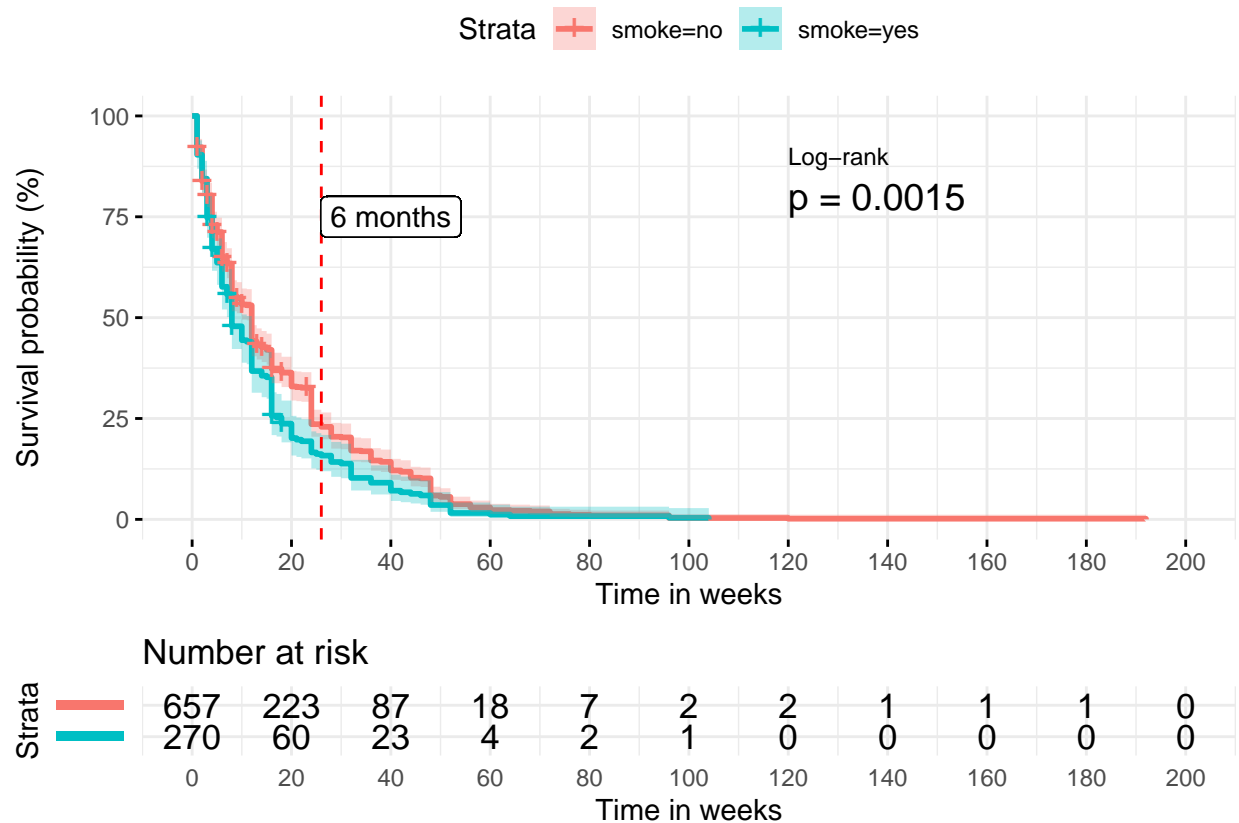 Strata smoke=no smoke=yes
Survival probability (%)
100
75
50
25
0
Log−rank
p = 0.0015
6 months
0 20 40 60 80 100 120 140 160 180 200
Time in weeks
Number at risk
Strata
657 223 87 18 7 2 2 1 1 1 0
270 60 23 4 2 1 0 0 0 0 0
0 20 40 60 80 100 120 140 160 180 200
Time in weeks